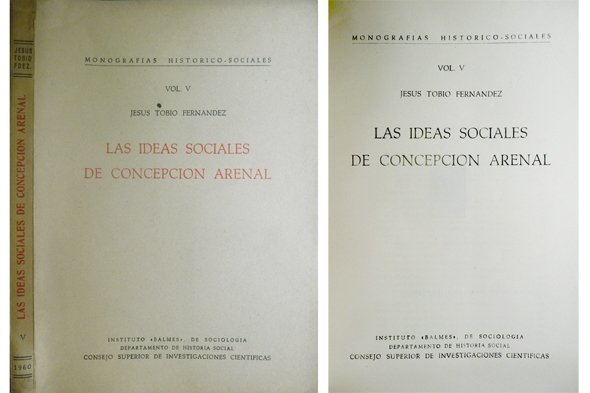 JESUS
TOBIO
FDEZ.
LAS IDEAS SOCIALES DE CONCEPCION ARENAL
V
1960
MONOGRAFIAS HISTORICO-SOCIALES
VOL. V
JESUS TOBIO FERNANDEZ
LAS IDEAS SOCIALES
DE CONCEPCION ARENAL
INSTITUTO «BALMES», DE SOCIOLOGIA
DEPARTAMENTO DE HISTORIA SOCIAL
CONSEJO SUPERIOR DE INVESTIGACIONES CIENTIFICAS
MONOGRAFIAS HISTORICO-SOCIALES
VOL. V
JESUS TOBIO FERNANDEZ
LAS IDEAS SOCIALES
DE CONCEPCION ARENAL
INSTITUTO «BALMES», DE SOCIOLOGIA
DEPARTAMENTO DE HISTORIA SOCIAL
CONSEJO SUPERIOR DE INVESTIGACIONES CIENTIFICAS